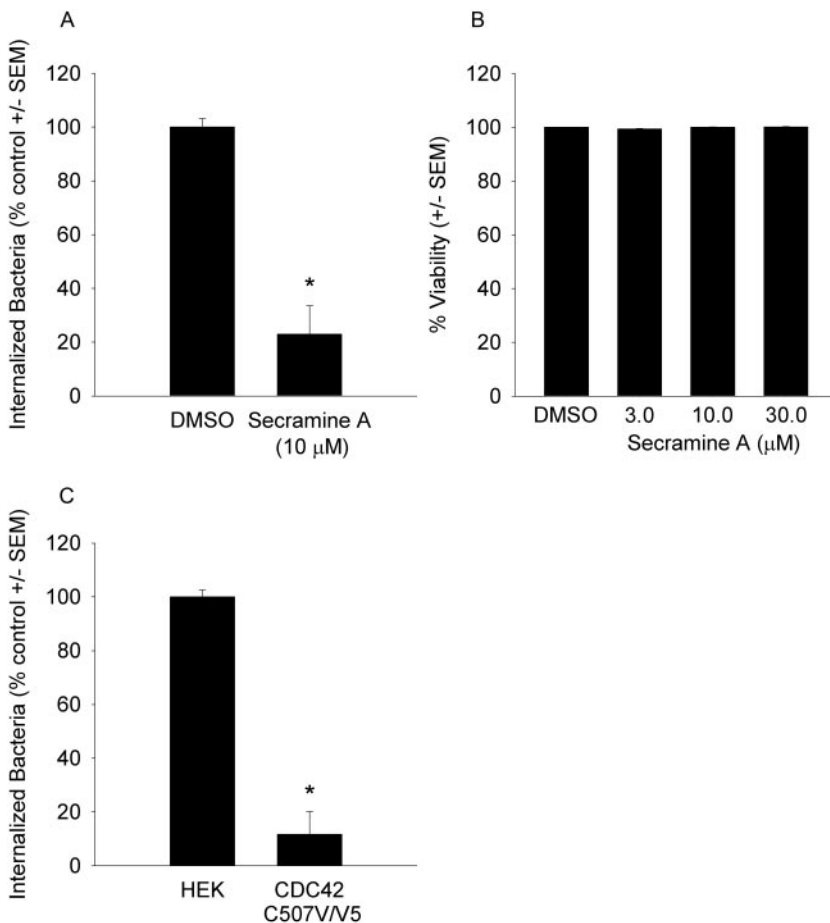 A
Internalized Bacteria (% control +/- SEM)
120
100
80
60
40
20
0
*
DMSO
Secramine A
(10 μM)
B
% Viability (+/- SEM)
120
100
80
60
40
20
0
DMSO 3.0 10.0 30.0
Secramine A (μM)
C
Internalized Bacteria (% control +/- SEM)
120
100
80
60
40
20
0
*
HEK
CDC42
C507V/V5